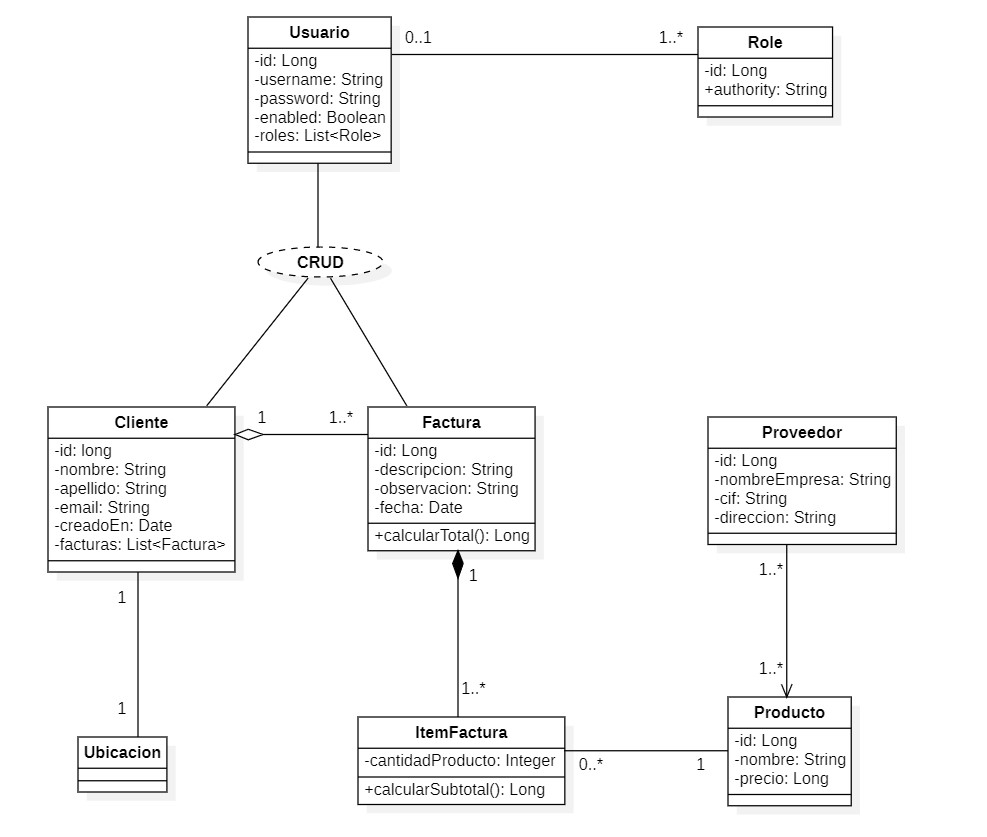 Usuario
-id: Long
-username: String
-password: String
-enabled: Boolean
-roles: List<Role>
0..1
1..*
Role
-id: Long
+authority: String
CRUD
Cliente
-id: long
-nombre: String
-apellido: String
-email: String
-creadoEn: Date
-facturas: List<Factura>
1
1..*
Factura
-id: Long
-descripcion: String
-observacion: String
-fecha: Date
+calcularTotal(): Long
Proveedor
-id: Long
-nombreEmpresa: String
-cif: String
-direccion: String
1
1
1..*
1..*
1..*
1
Ubicacion
ItemFactura
-cantidadProducto: Integer
+calcularSubtotal(): Long
0..*
1
Producto
-id: Long
-nombre: String
-precio: Long